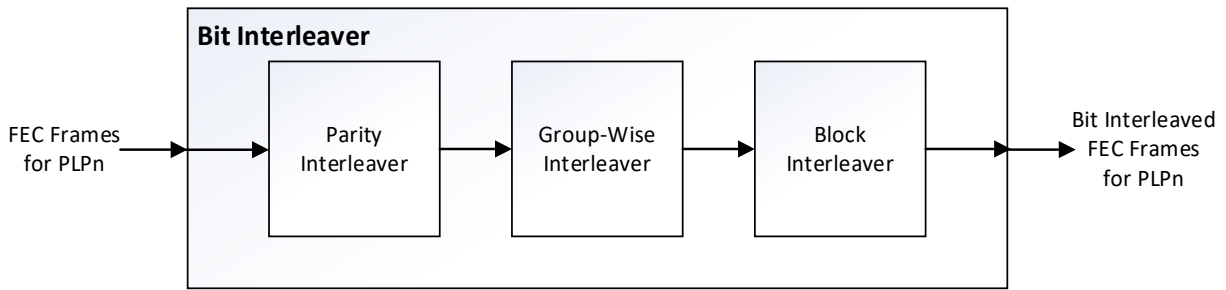 Bit Interleaver
FEC Frames
for PLPn
Parity
Interleaver
Group-Wise
Interleaver
Block
Interleaver
Bit Interleaved
FEC Frames
for PLPn